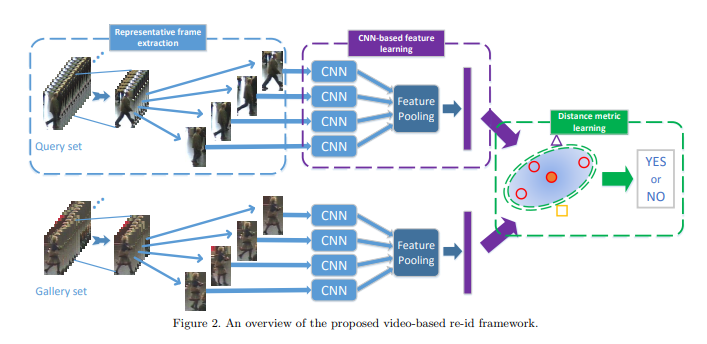 Representative frame
extraction
CNN-based feature
learning
CNN
CNN
CNN
CNN
Feature
Pooling
Query set
Distance metric
learning
YES
or
NO
CNN
CNN
CNN
CNN
Feature
Pooling
Gallery set
Figure 2. An overview of the proposed video-based re-id framework.